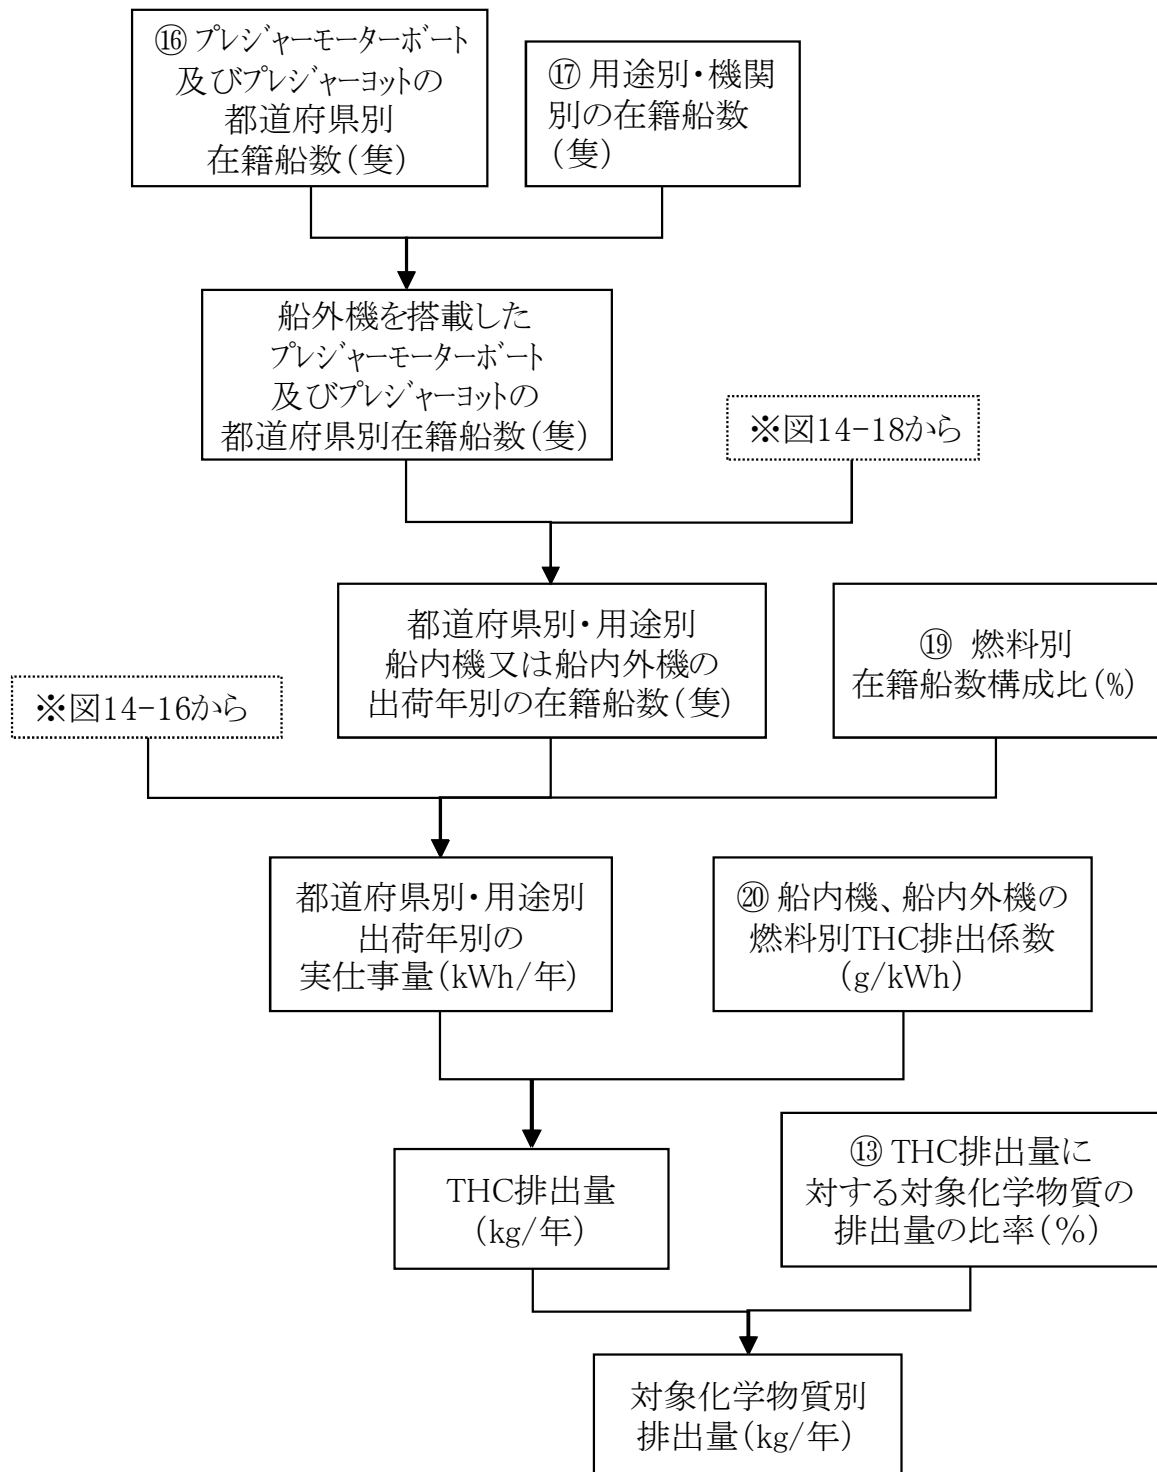 ⑯ プレジャーモーターボート
及びプレジャーヨットの
都道府県別
在籍船数(隻)
⑰ 用途別・機関
別の在籍船数
(隻)
船外機を搭載した
プレジャーモーターボート
及びプレジャーヨットの
都道府県別在籍船数(隻)
※図14-18から
都道府県別・用途別
船内機又は船内外機の
出荷年別の在籍船数(隻)
⑲ 燃料別
在籍船数構成比(%)
※図14-16から
都道府県別・用途別
出荷年別の
実仕事量(kWh/年)
⑳ 船内機、船内外機の
燃料別THC排出係数
(g/kWh)
THC排出量
(kg/年)
⑬ THC排出量に
対する対象化学物質の
排出量の比率(%)
対象化学物質別
排出量(kg/年)